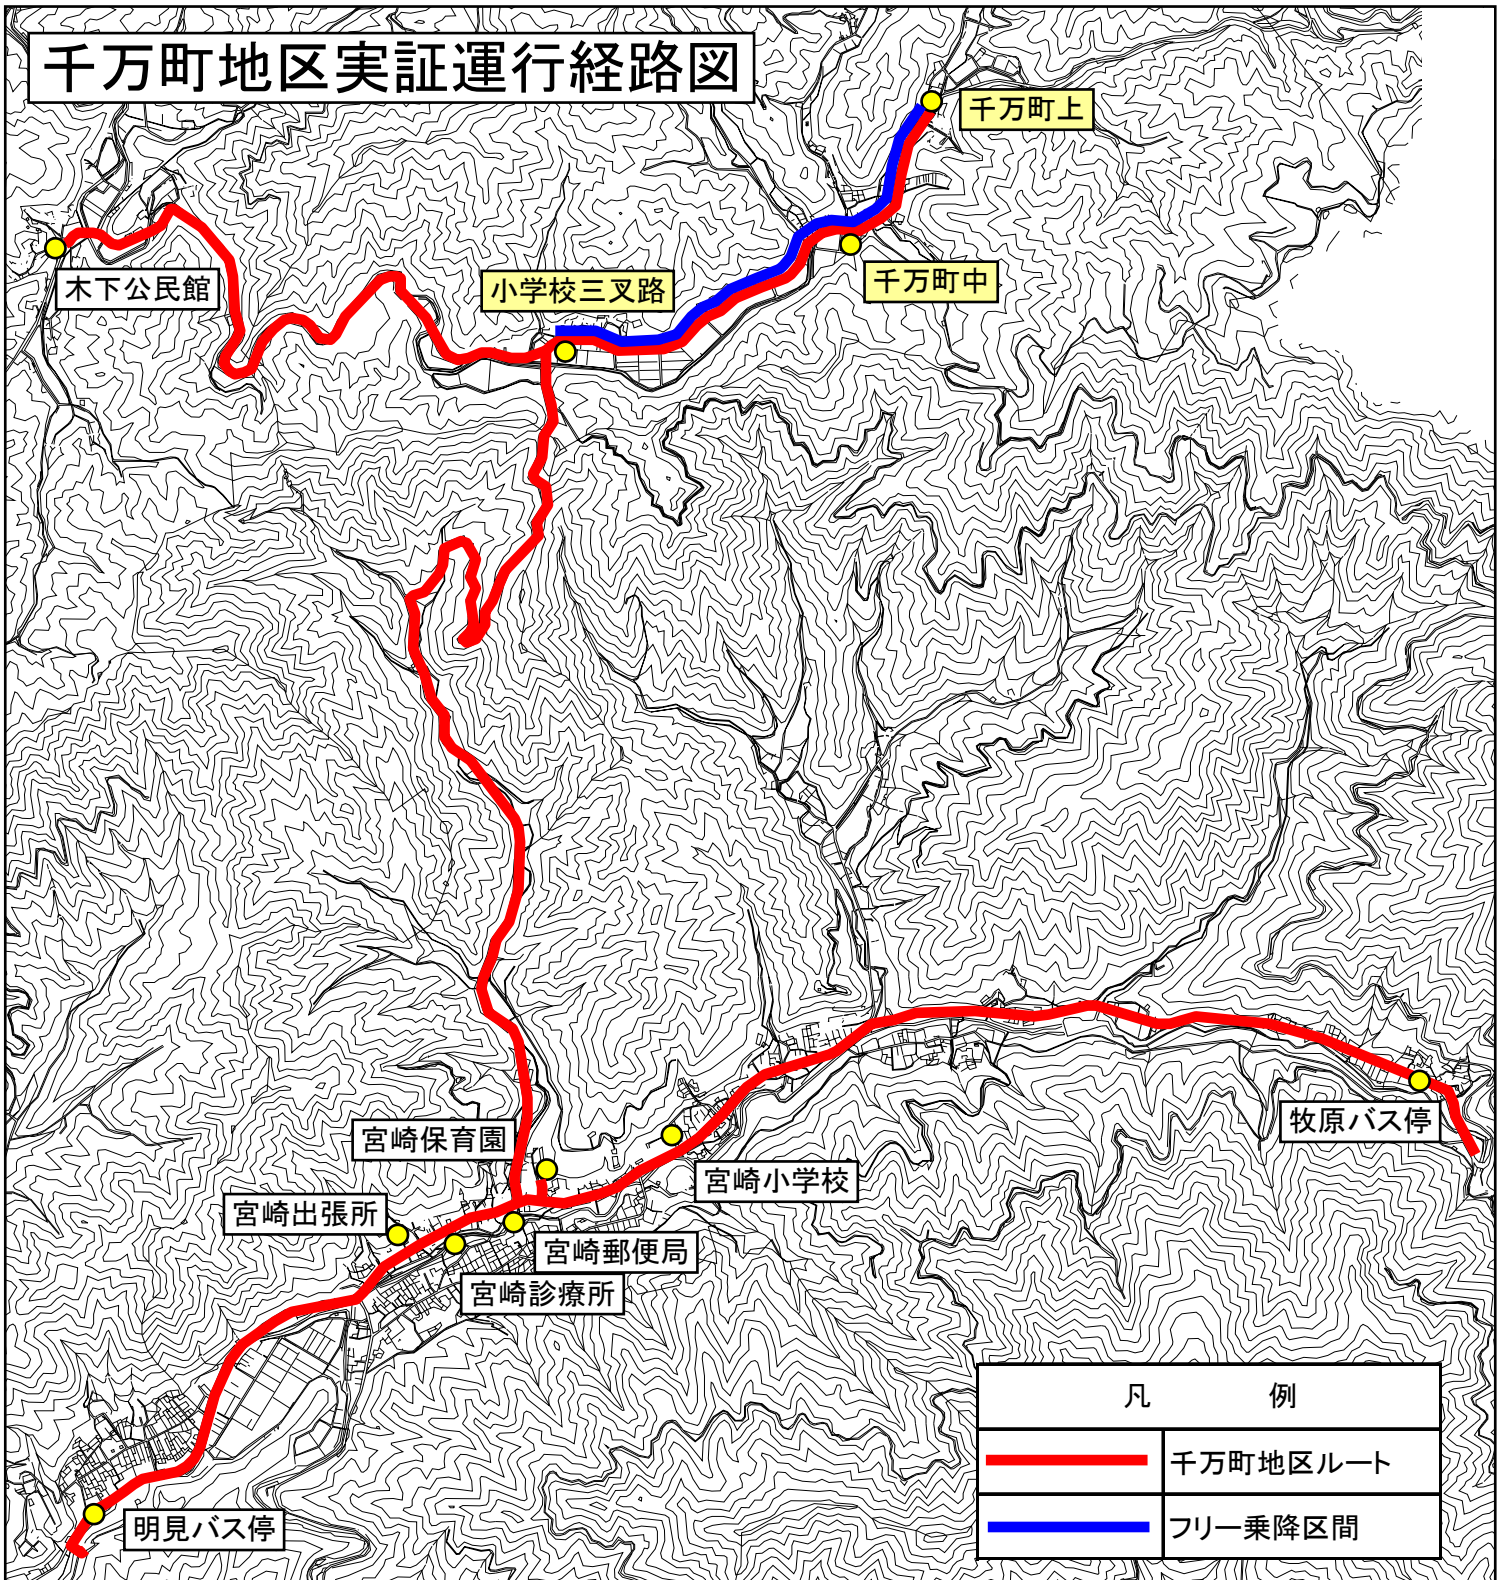 千万町地区実証運行経路図
千万町上
木下公民館
小学校三叉路
千万町中
宮崎保育園
牧原バス停
宮崎小学校
宮崎出張所
宮崎郵便局
宮崎診療所
明見バス停
凡 例
千万町地区ルート
フリー乗降区間